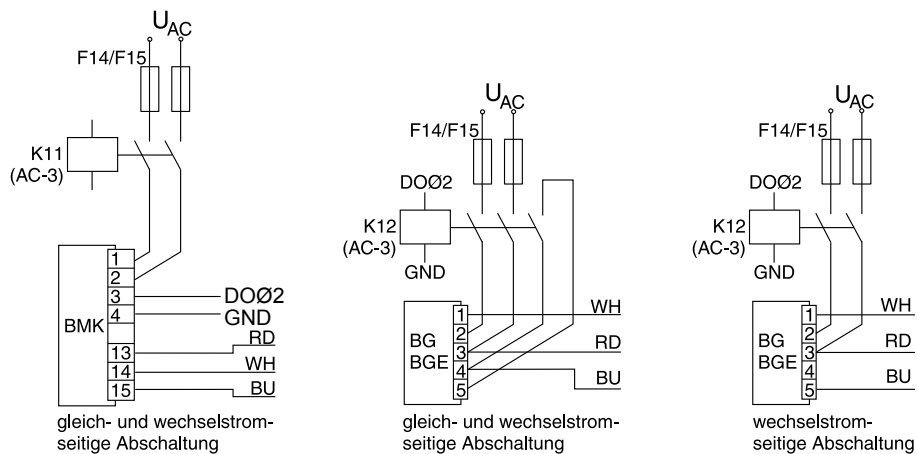 UAC
F14/F15
K11
(AC-3)
BMK
1
2
3
4
13
14
15
DOØ2
GND
RD
WH
BU
gleich- und wechselstrom-
seitige Abschaltung
UAC
F14/F15
DOØ2
K12
(AC-3)
GND
BG
BGE
1
2
3
4
5
WH
RD
BU
gleich- und wechselstrom-
seitige Abschaltung
UAC
F14/F15
DOØ2
K12
(AC-3)
GND
BG
BGE
1
2
3
4
5
WH
RD
BU
wechselstrom-
seitige Abschaltung